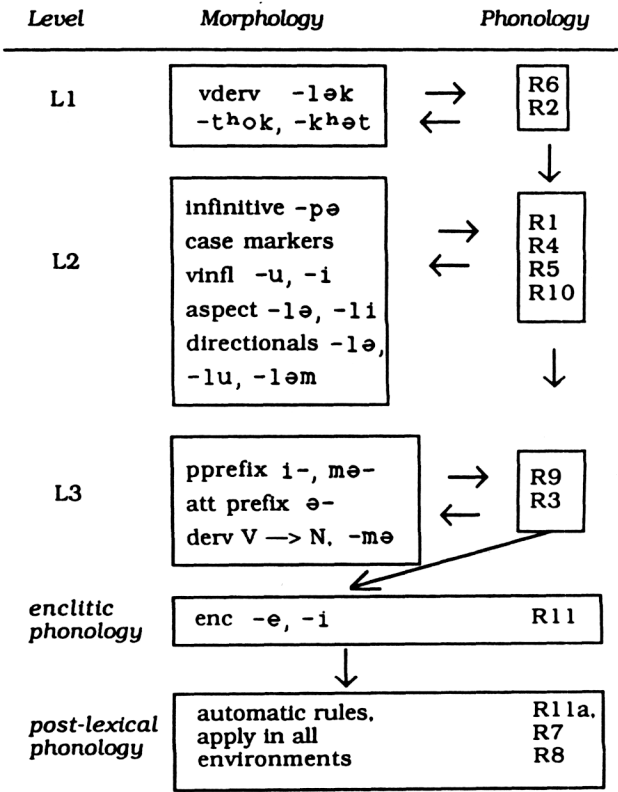 Level Morphology Phonology
L1
vderv -lək
-tʰok, -kʰət
R6
R2
L2
infinitive -pə
case markers
vinfl -u, -i
aspect -lə, -li
directionals -lə,
-lu, -ləm
R1
R4
R5
R10
L3
pprefix i-, mə-
att prefix ə-
derv V —> N, -mə
R9
R3
enclitic
phonology
enc -e, -i R11
post-lexical
phonology
automatic rules,
apply in all
environments
R11a,
R7
R8